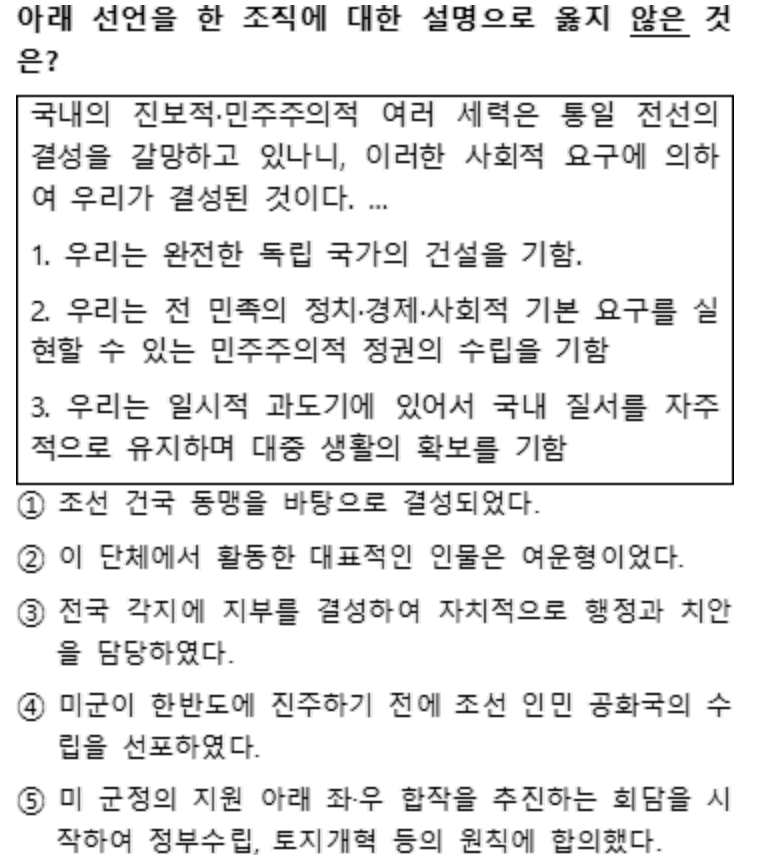 아래 선언을 한 조직에 대한 설명으로 옳지 않은 것
은?
국내의 진보적·민주주의적 여러 세력은 통일 전선의
결성을 갈망하고 있나니, 이러한 사회적 요구에 의하
여 우리가 결성된 것이다. ...
1. 우리는 완전한 독립 국가의 건설을 기함.
2. 우리는 전 민족의 정치·경제·사회적 기본 요구를 실
현할 수 있는 민주주의적 정권의 수립을 기함
3. 우리는 일시적 과도기에 있어서 국내 질서를 자주
적으로 유지하며 대중 생활의 확보를 기함
① 조선 건국 동맹을 바탕으로 결성되었다.
② 이 단체에서 활동한 대표적인 인물은 여운형이었다.
③ 전국 각지에 지부를 결성하여 자치적으로 행정과 치안
을 담당하였다.
④ 미군이 한반도에 진주하기 전에 조선 인민 공화국의 수
립을 선포하였다.
⑤ 미 군정의 지원 아래 좌·우 합작을 추진하는 회담을 시
작하여 정부수립, 토지개혁 등의 원칙에 합의했다.